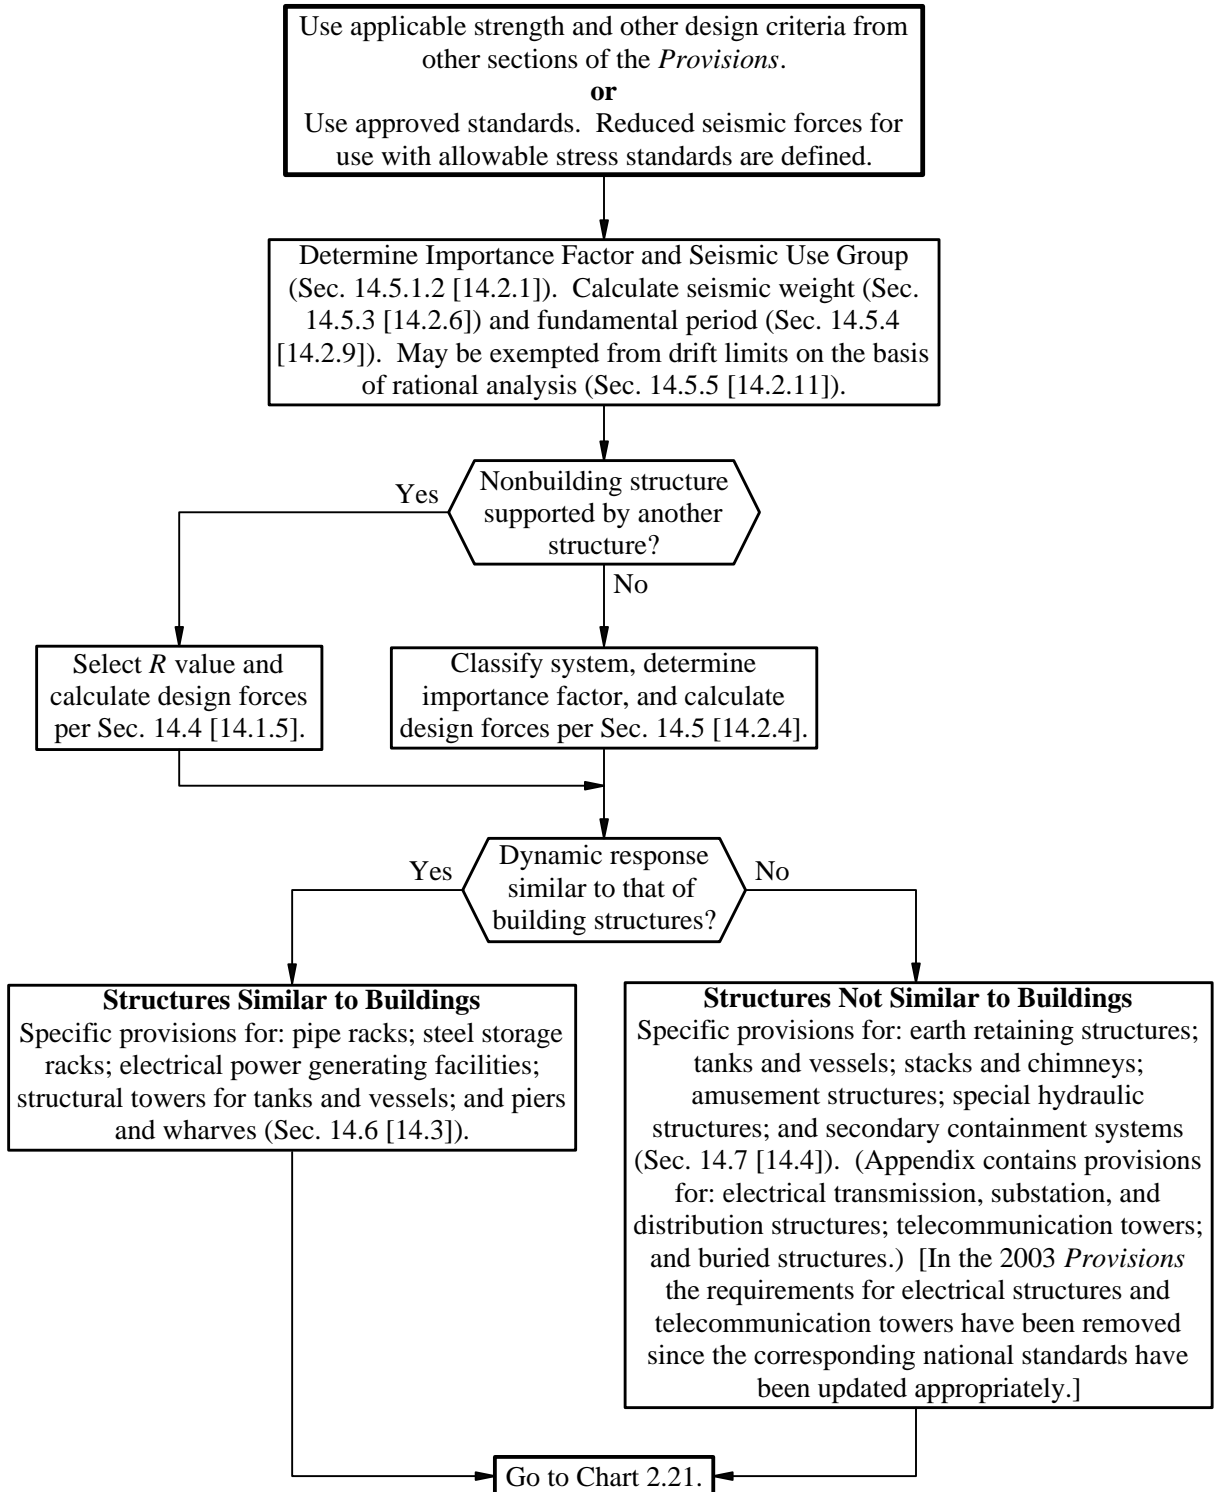 Use applicable strength and other design criteria from
other sections of the Provisions.
or
Use approved standards.  Reduced seismic forces for
use with allowable stress standards are defined.
Determine Importance Factor and Seismic Use Group
(Sec. 14.5.1.2 [14.2.1]).  Calculate seismic weight (Sec.
14.5.3 [14.2.6]) and fundamental period (Sec. 14.5.4
[14.2.9]).  May be exempted from drift limits on the basis
of rational analysis (Sec. 14.5.5 [14.2.11]).
Yes
Nonbuilding structure
supported by another
structure?
No
Select R value and
calculate design forces
per Sec. 14.4 [14.1.5].
Classify system, determine
importance factor, and calculate
design forces per Sec. 14.5 [14.2.4].
Yes
Dynamic response
similar to that of
building structures?
No
Structures Similar to Buildings
Specific provisions for: pipe racks; steel storage
racks; electrical power generating facilities;
structural towers for tanks and vessels; and piers
and wharves (Sec. 14.6 [14.3]).
Structures Not Similar to Buildings
Specific provisions for: earth retaining structures;
tanks and vessels; stacks and chimneys;
amusement structures; special hydraulic
structures; and secondary containment systems
(Sec. 14.7 [14.4]).  (Appendix contains provisions
for: electrical transmission, substation, and
distribution structures; telecommunication towers;
and buried structures.)  [In the 2003 Provisions
the requirements for electrical structures and
telecommunication towers have been removed
since the corresponding national standards have
been updated appropriately.]
Go to Chart 2.21.